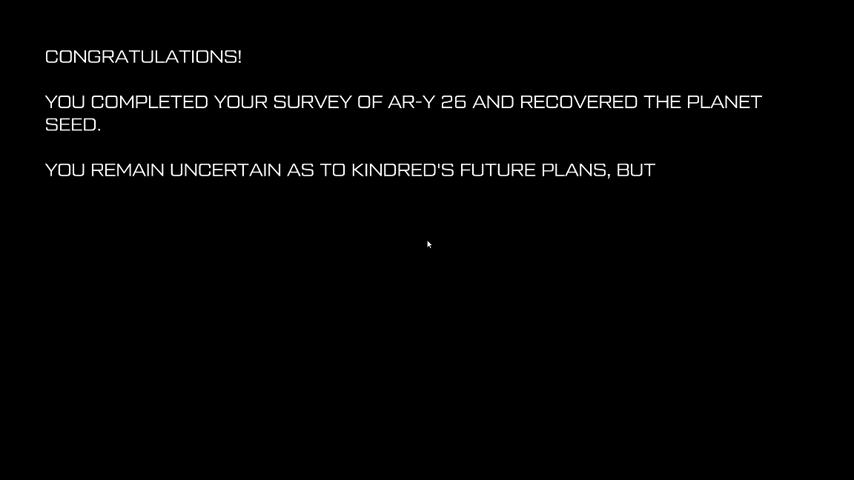 CONGRATULATIONS!
YOU COMPLETED YOUR SURVEY OF AR-Y 26 AND RECOVERED THE PLANET
SEED.
YOU REMAIN UNCERTAIN AS TO KINDRED'S FUTURE PLANS, BUT